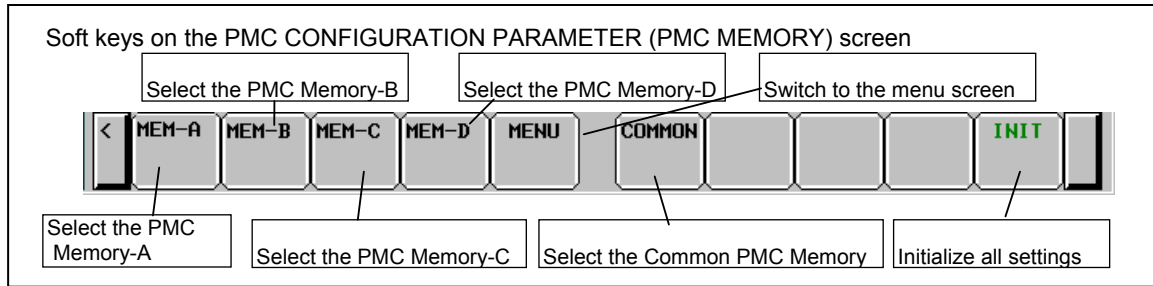 Soft keys on the PMC CONFIGURATION PARAMETER (PMC MEMORY) screen
Select the PMC Memory-B
Select the PMC Memory-D
Switch to the menu screen
< MEM-A MEM-B MEM-C MEM-D MENU COMMON INIT
Select the PMC
Memory-A
Select the PMC Memory-C
Select the Common PMC Memory
Initialize all settings